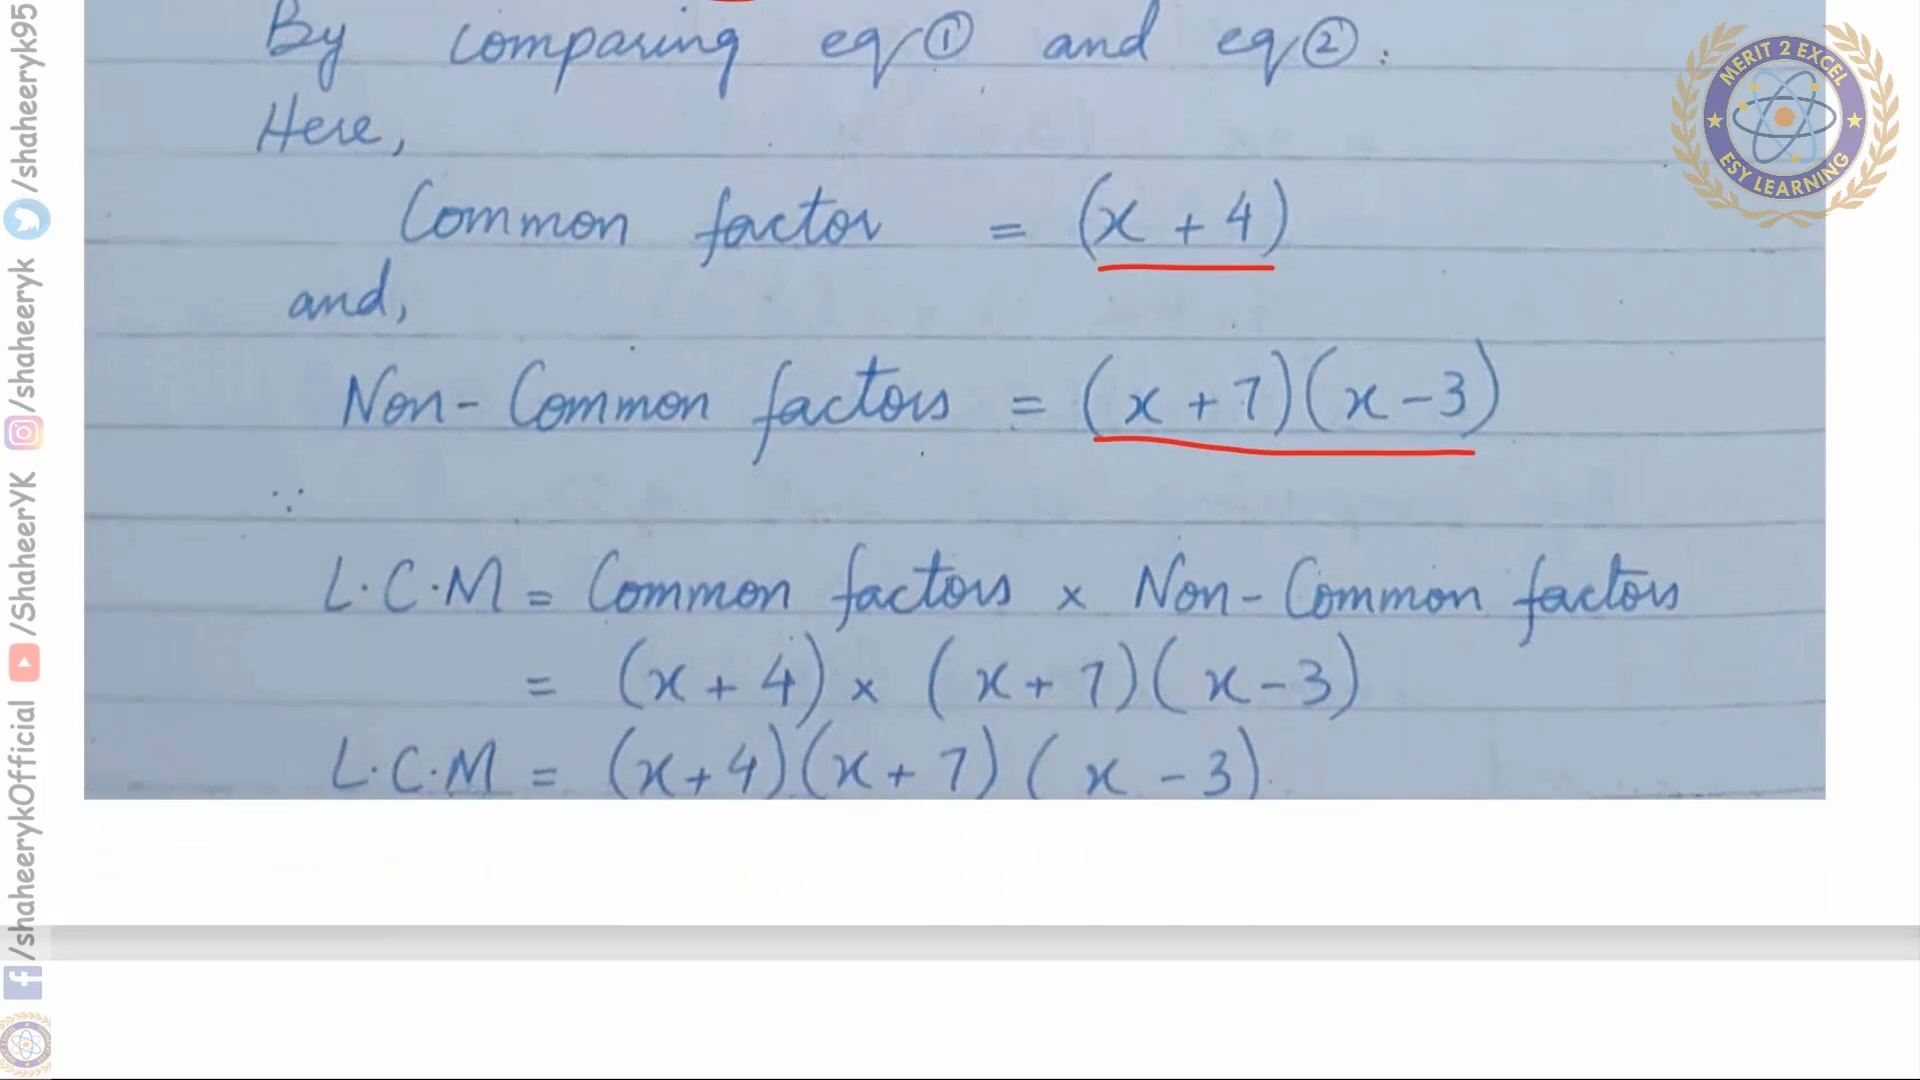 By comparing eq ① and eq ② :
Here,
Common factor = (x + 4)
and,
Non-Common factors = (x + 7)(x - 3)
∴
L.C.M = Common factors × Non-Common factors
= (x + 4) × (x + 7)(x - 3)
L.C.M = (x + 4)(x + 7)(x - 3).
MERIT 2 EXCEL
ESY LEARNING
/shaheerykOfficial
/ShaheerYK
/shaheeryk
/shaheeryk95